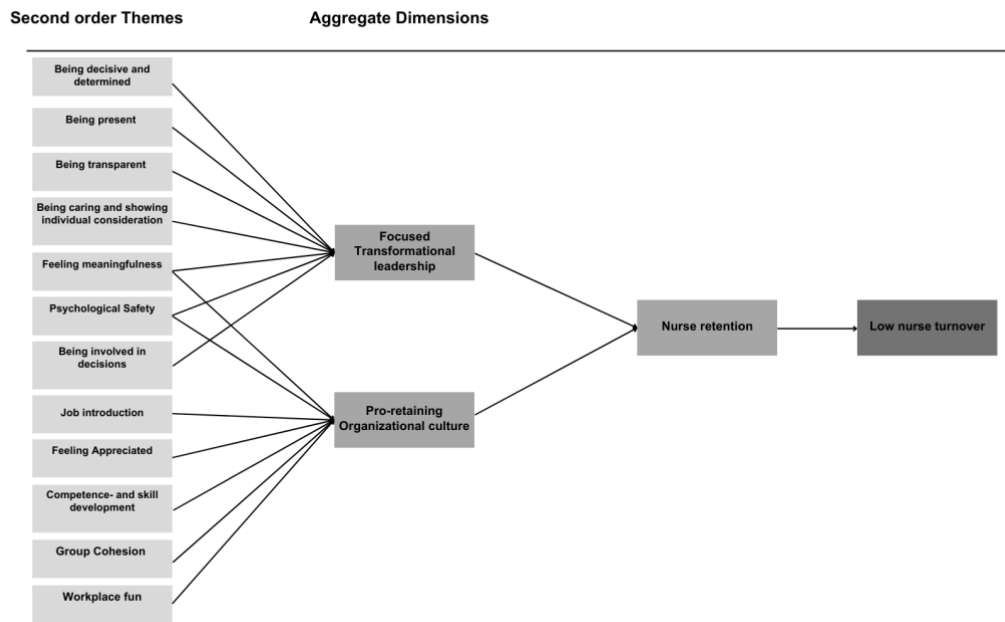 Second order Themes
Aggregate Dimensions
Being decisive and
determined
Being present
Being transparent
Being caring and showing
individual consideration
Feeling meaningfulness
Psychological Safety
Being involved in
decisions
Job introduction
Feeling Appreciated
Competence- and skill
development
Group Cohesion
Workplace fun
Focused
Transformational
leadership
Pro-retaining
Organizational culture
Nurse retention
Low nurse turnover